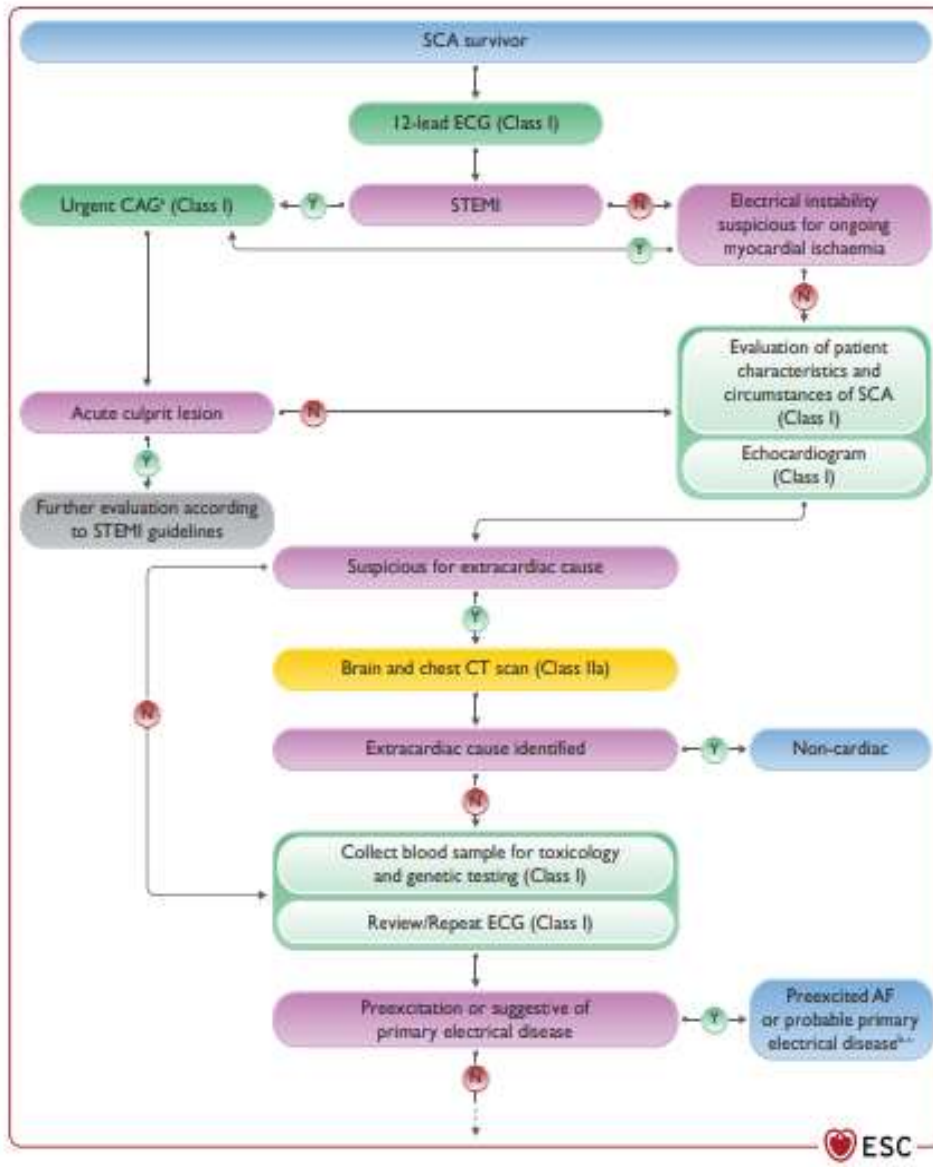 SCA survivor
12-lead ECG (Class I)
Urgent CAGª (Class I)
Y
STEMI
N
Electrical instability
suspicious for ongoing
myocardial ischaemia
Y
N
Evaluation of patient
characteristics and
circumstances of SCA
(Class I)
Acute culprit lesion
N
Echocardiogram
(Class I)
Y
Further evaluation according
to STEMI guidelines
Suspicious for extracardiac cause
Y
Brain and chest CT scan (Class IIa)
N
Extracardiac cause identified
Y
Non-cardiac
N
Collect blood sample for toxicology
and genetic testing (Class I)
Review/Repeat ECG (Class I)
Preexcitation or suggestive of
primary electrical disease
Y
Preexcited AF
or probable primary
electrical disease
N
ESC